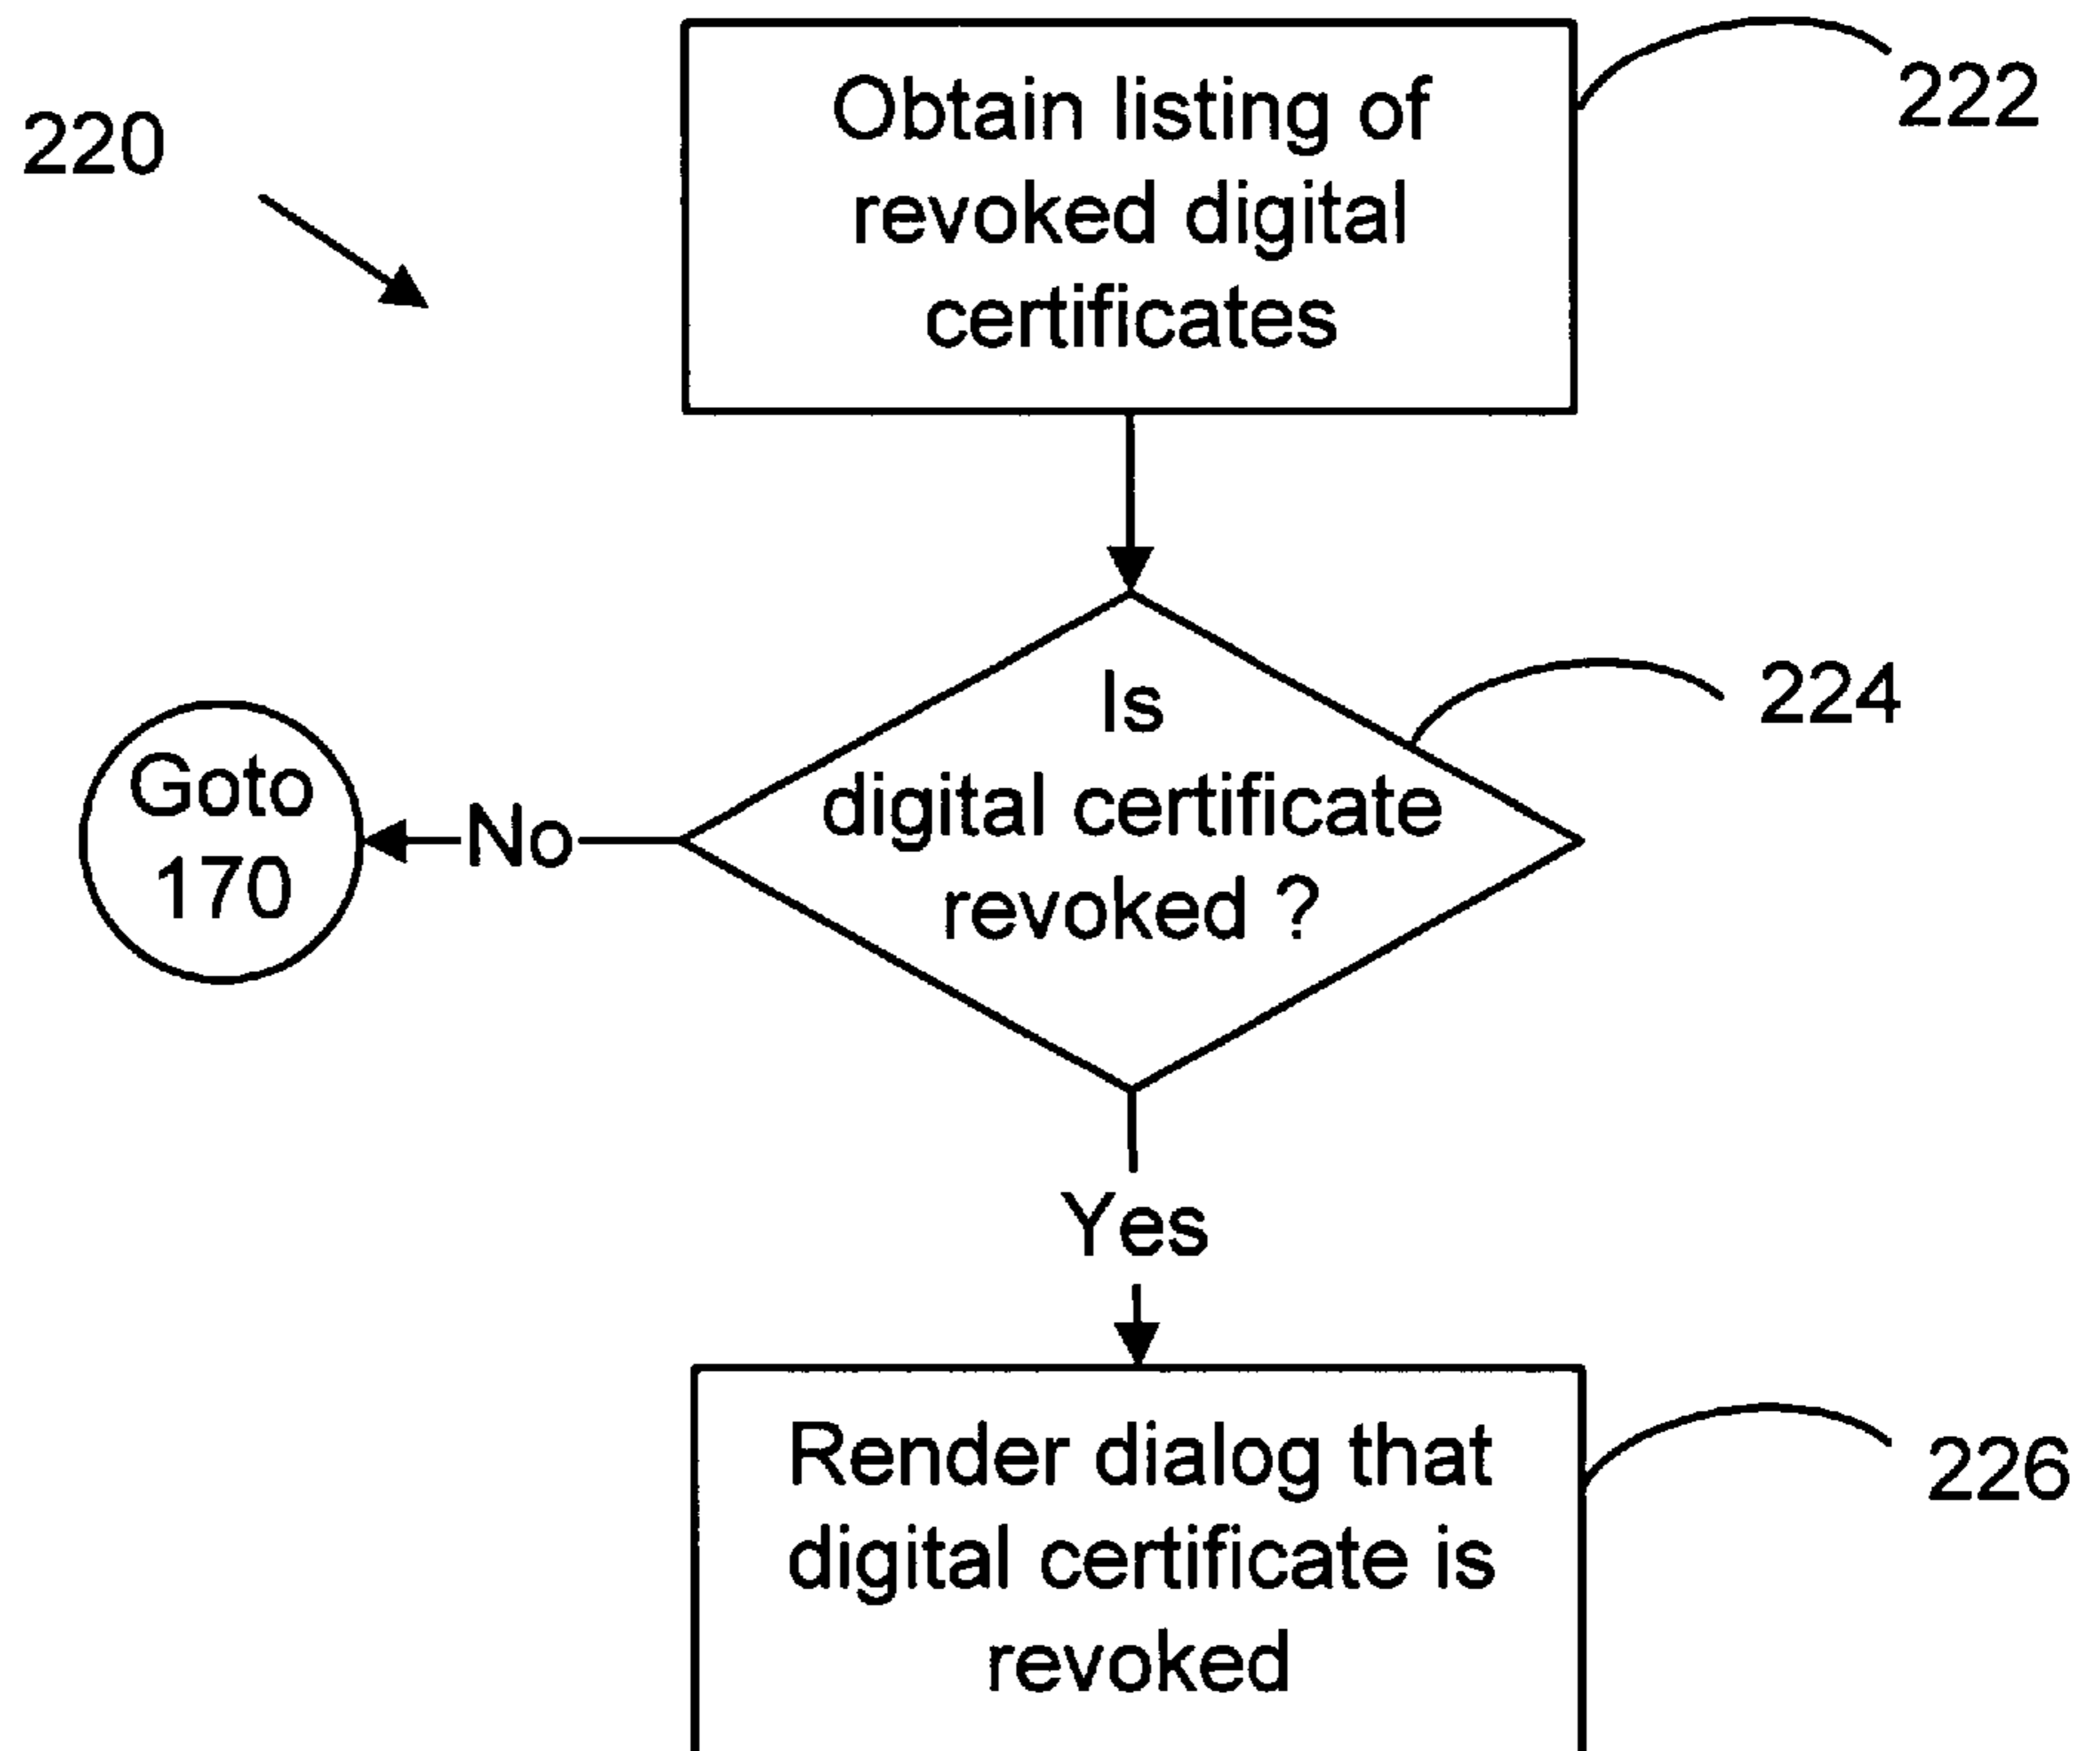 220
Obtain listing of
revoked digital
certificates
222
Is
digital certificate
revoked ?
224
No
Goto
170
Yes
Render dialog that
digital certificate is
revoked
226